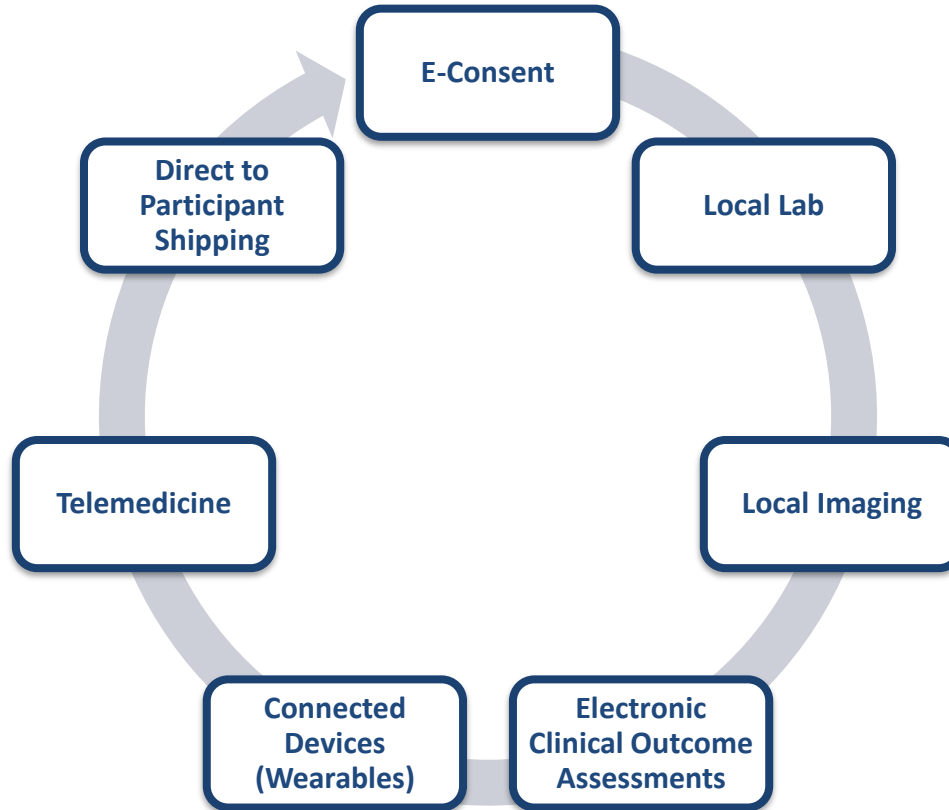 E-Consent
Local Lab
Local Imaging
Electronic
Clinical Outcome
Assessments
Connected
Devices
(Wearables)
Telemedicine
Direct to
Participant
Shipping